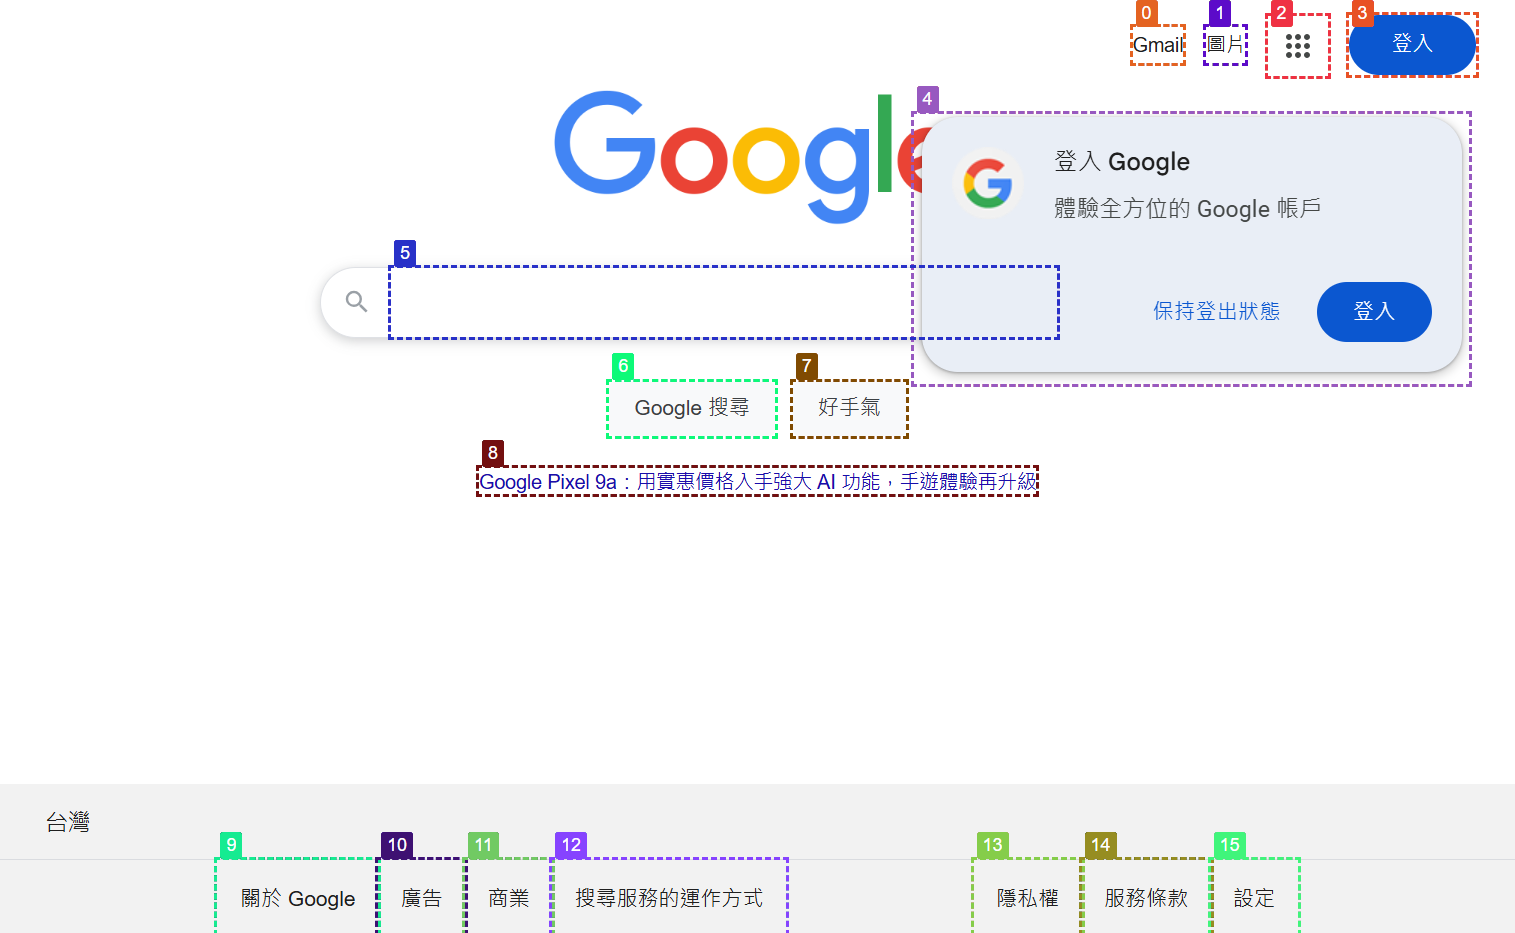 0 1 2 3
Gmail 圖片 登入
4
Google
登入 Google
體驗全方位的 Google 帳戶
5
保持登出狀態 登入
6 7
Google 搜尋 好手氣
8
Google Pixel 9a：用實惠價格入手強大 AI 功能，手遊體驗再升級
台灣
9 10 11 12 13 14 15
關於 Google 廣告 商業 搜尋服務的運作方式 隱私權 服務條款 設定